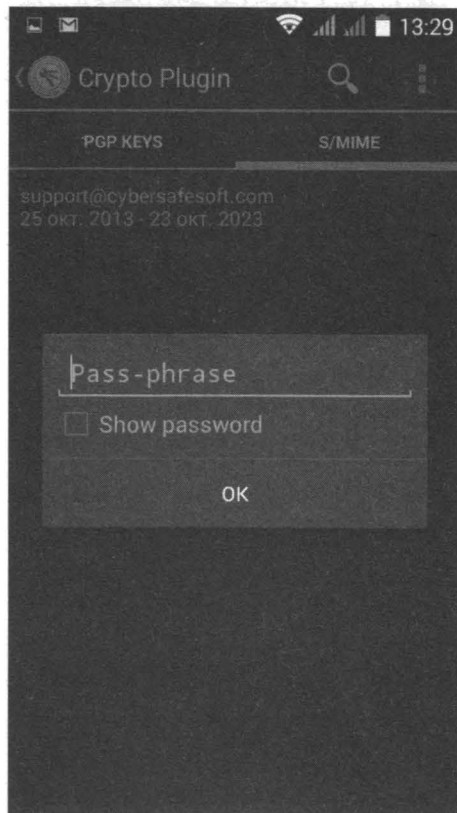 13:29
Crypto Plugin
PGP KEYS
S/MIME
support@cybersafesoft.com
25 окт. 2013 - 23 окт. 2023
Pass-phrase
Show password
OK